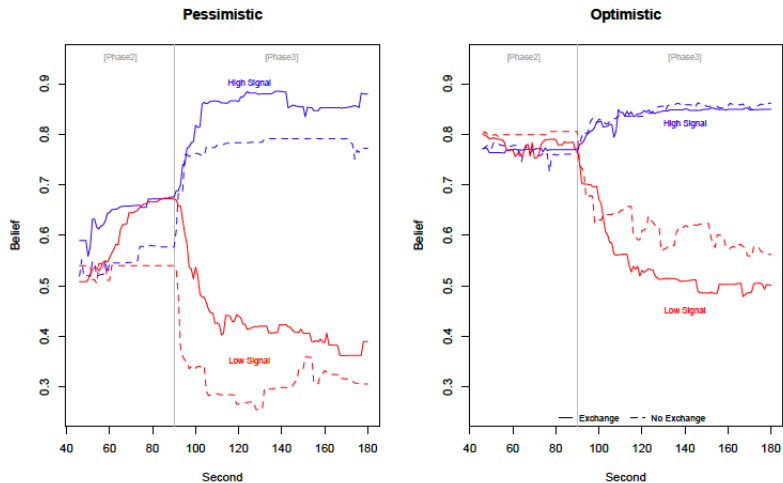 Pessimistic
[Phase2] [Phase3]
High Signal
Low Signal
Belief
0.3 0.4 0.5 0.6 0.7 0.8 0.9
40 60 80 100 120 140 160 180
Second
Optimistic
[Phase2] [Phase3]
High Signal
Low Signal
Exchange No Exchange
Belief
0.3 0.4 0.5 0.6 0.7 0.8 0.9
40 60 80 100 120 140 160 180
Second